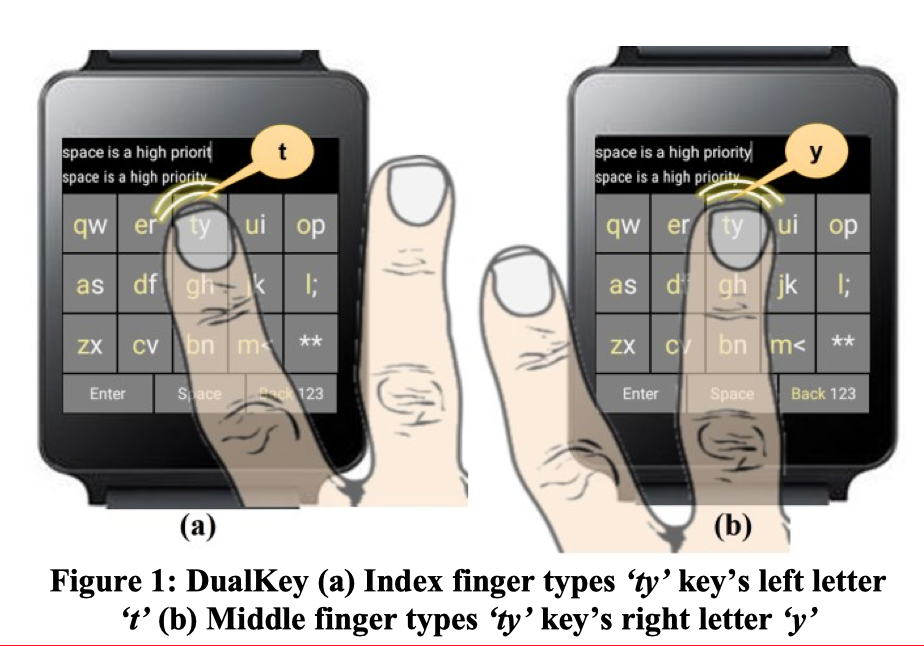 space is a high priorit
space is a high priority
t
qw er ty ui op
as df gh k l;
zx cv bn m< **
Enter Space Back 123
(a)
space is a high priority
space is a high priority
y
qw er ty ui op
as d gh jk l;
zx cv bn m< **
Enter Space Back 123
(b)
Figure 1: DualKey (a) Index finger types ‘ty’ key’s left letter
‘t’ (b) Middle finger types ‘ty’ key’s right letter ‘y’